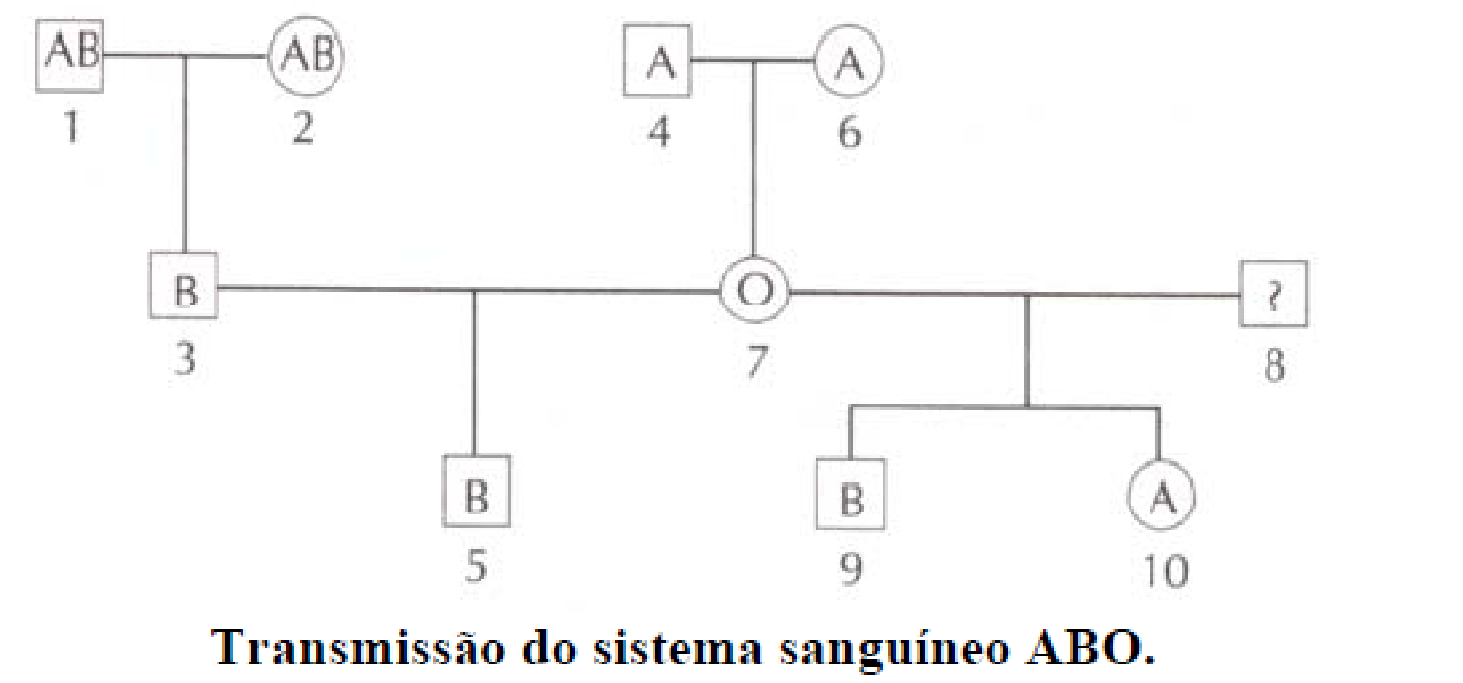 AB AB A A
1 2 4 6
B O ?
3 7 8
B B A
5 9 10
Transmissão do sistema sanguíneo ABO.